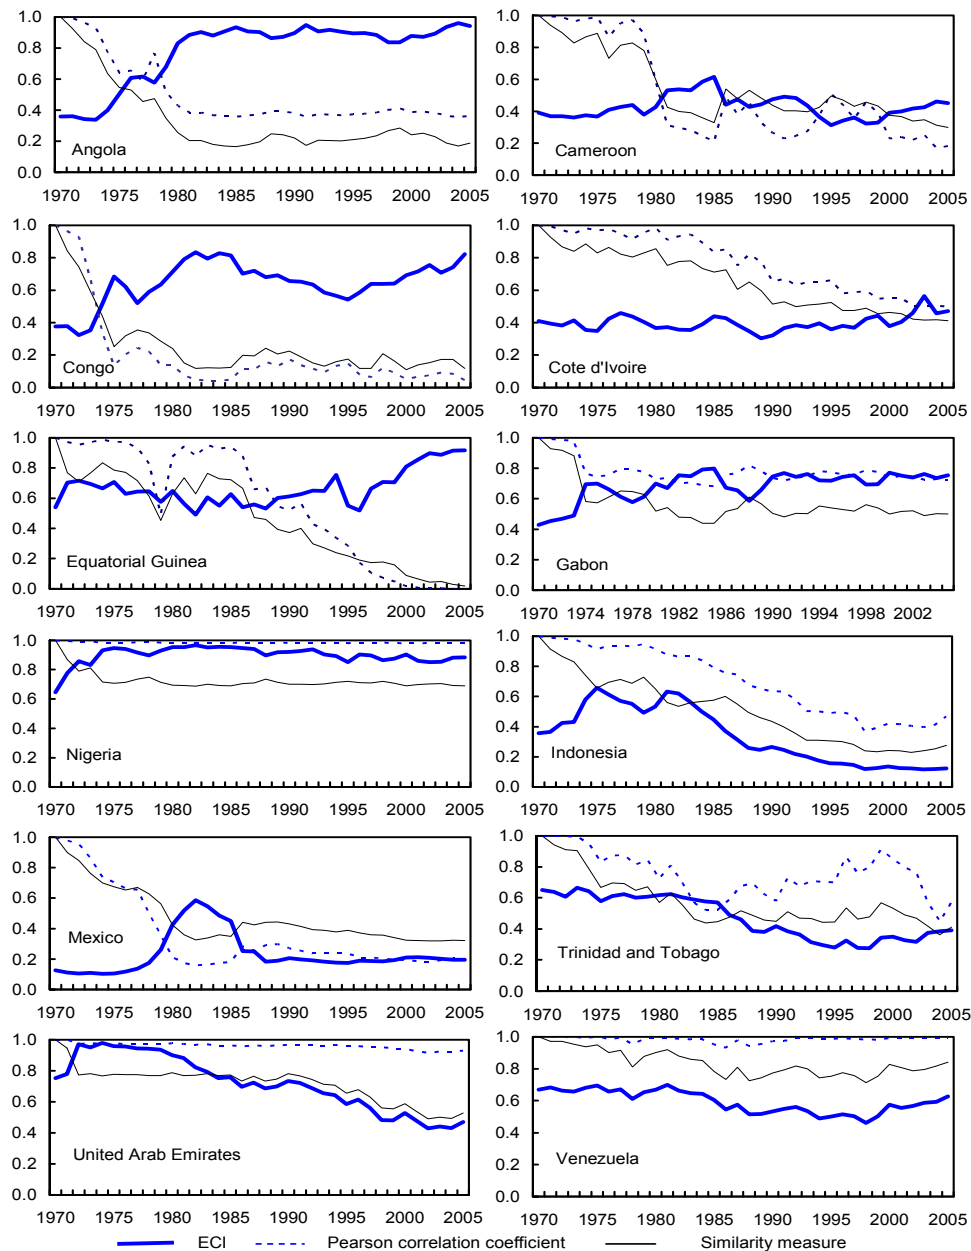 1.0 1.0
0.8 0.8
0.6 0.6
0.4 0.4
0.2 0.2
0.0 0.0
Angola Cameroon
1970 1975 1980 1985 1990 1995 2000 2005 1970 1975 1980 1985 1990 1995 2000 2005
1.0 1.0
0.8 0.8
0.6 0.6
0.4 0.4
0.2 0.2
0.0 0.0
Congo Cote d'Ivoire
1970 1975 1980 1985 1990 1995 2000 2005 1970 1975 1980 1985 1990 1995 2000 2005
1.0 1.0
0.8 0.8
0.6 0.6
0.4 0.4
0.2 0.2
0.0 0.0
Equatorial Guinea Gabon
1970 1975 1980 1985 1990 1995 2000 2005 1970 1974 1978 1982 1986 1990 1994 1998 2002
1.0 1.0
0.8 0.8
0.6 0.6
0.4 0.4
0.2 0.2
0.0 0.0
Nigeria Indonesia
1970 1975 1980 1985 1990 1995 2000 2005 1970 1975 1980 1985 1990 1995 2000 2005
1.0 1.0
0.8 0.8
0.6 0.6
0.4 0.4
0.2 0.2
0.0 0.0
Mexico Trinidad and Tobago
1970 1975 1980 1985 1990 1995 2000 2005 1970 1975 1980 1985 1990 1995 2000 2005
1.0 1.0
0.8 0.8
0.6 0.6
0.4 0.4
0.2 0.2
0.0 0.0
United Arab Emirates Venezuela
1970 1975 1980 1985 1990 1995 2000 2005 1970 1975 1980 1985 1990 1995 2000 2005
ECI Pearson correlation coefficient Similarity measure